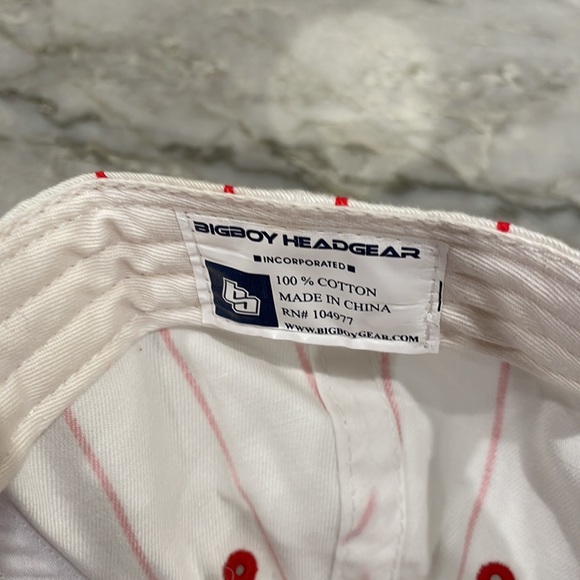 BIGBOY HEADGEAR
INCORPORATED
100 % COTTON
MADE IN CHINA
RN# 104977
WWW.BIGBOYGEAR.COM